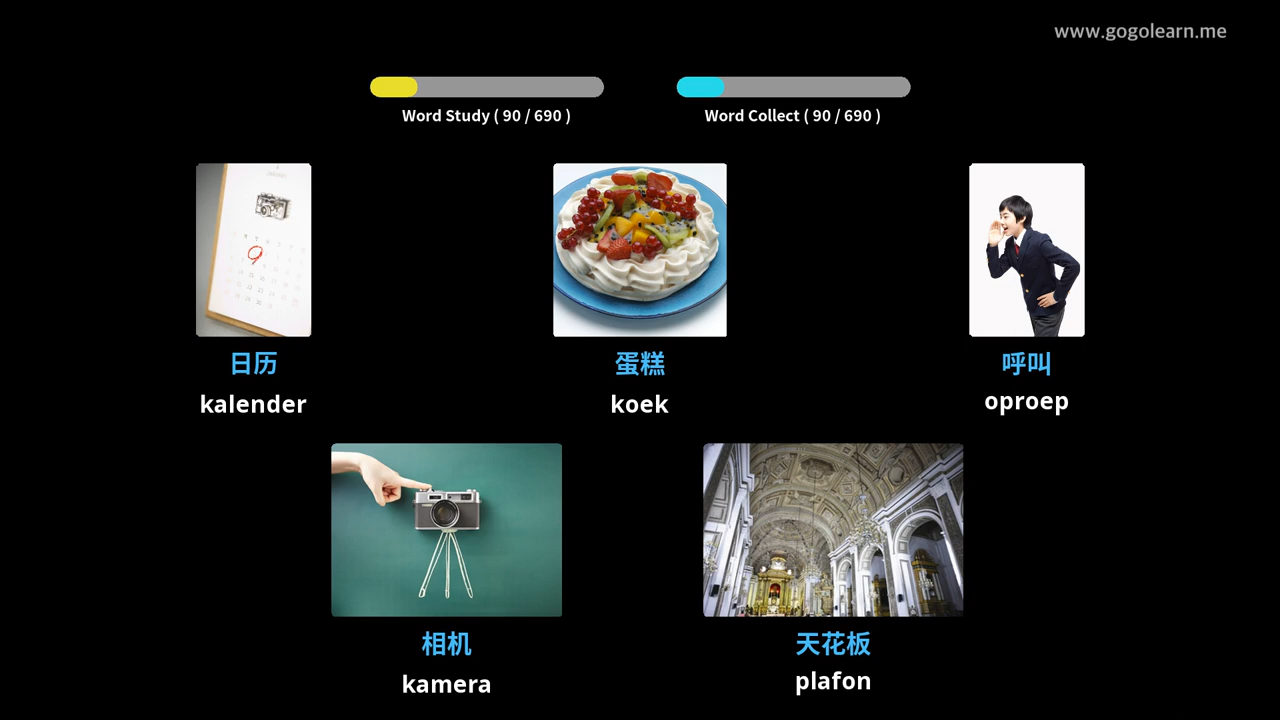 www.gogolearn.me
Word Study ( 90 / 690 )
Word Collect ( 90 / 690 )
日历
蛋糕
呼叫
kalender
koek
oproep
相机
天花板
kamera
plafon